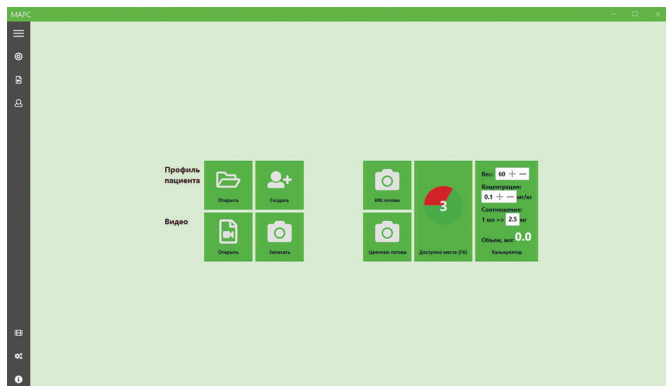 МАРС
Профиль
пациента
Открыть
Создать
Видео
Открыть
Записать
ИК: готова
Цветная: готова
3
Доступно места (Гб)
Вес: 60 + −
Концентрация:
0.1 + − мг/кг
Соотношение:
1 мл => 2.5 мг
Объем, мл: 0.0
Калькулятор